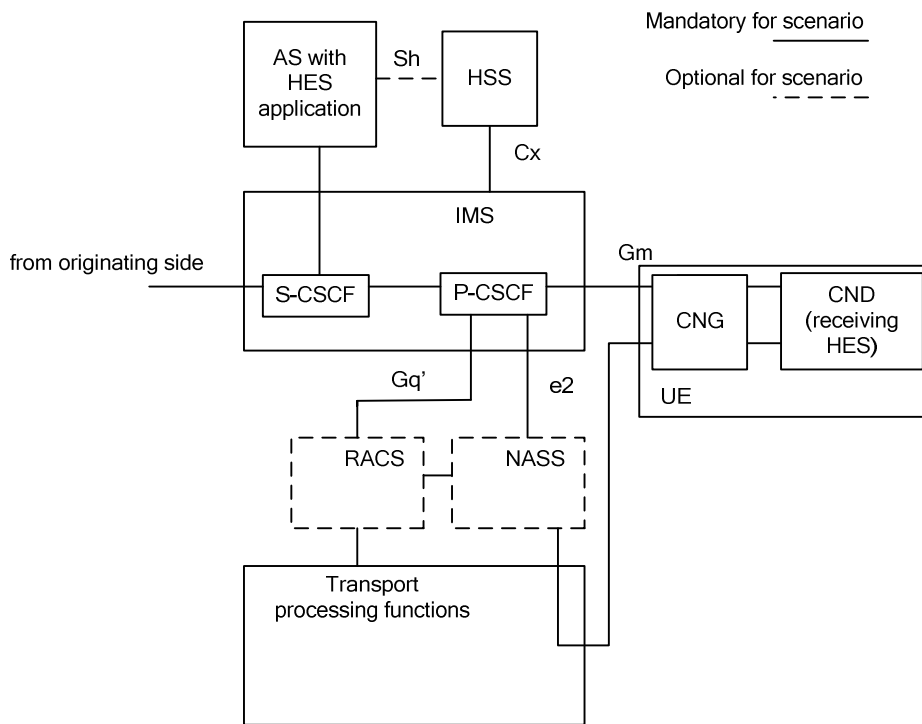 Mandatory for scenario
AS with
HES
application
Sh
HSS
Optional for scenario
Cx
IMS
from originating side
Gm
S-CSCF
P-CSCF
CNG
CND
(receiving
HES)
UE
Gq’
e2
RACS
NASS
Transport
processing functions